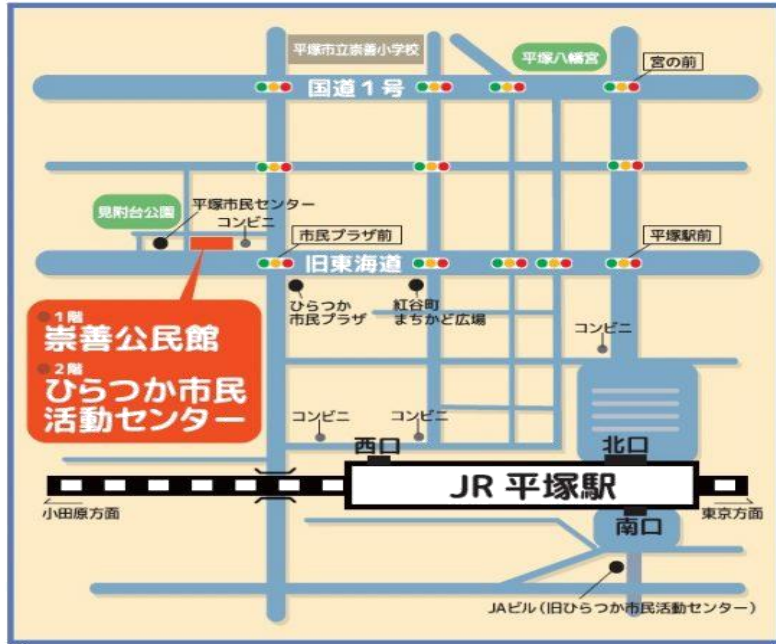 平塚市立崇善小学校
平塚八幡宮
宮の前
国道1号
見附台公園
平塚市民センター
コンビニ
市民プラザ前
平塚駅前
旧東海道
ひらつか
市民プラザ
紅谷町
まちかど広場
1階
崇善公民館
2階
ひらつか市民
活動センター
コンビニ
コンビニ
コンビニ
西口
北口
JR 平塚駅
小田原方面
南口
東京方面
JAビル(旧ひらつか市民活動センター)